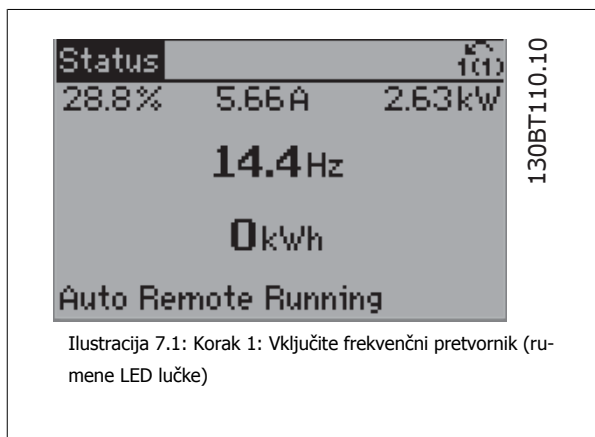 Status 1(1)
28.8% 5.66A 2.63kW
14.4Hz
0kWh
Auto Remote Running
130BT110.10
Ilustracija 7.1: Korak 1: Vključite frekvenčni pretvornik (ru-
mene LED lučke)